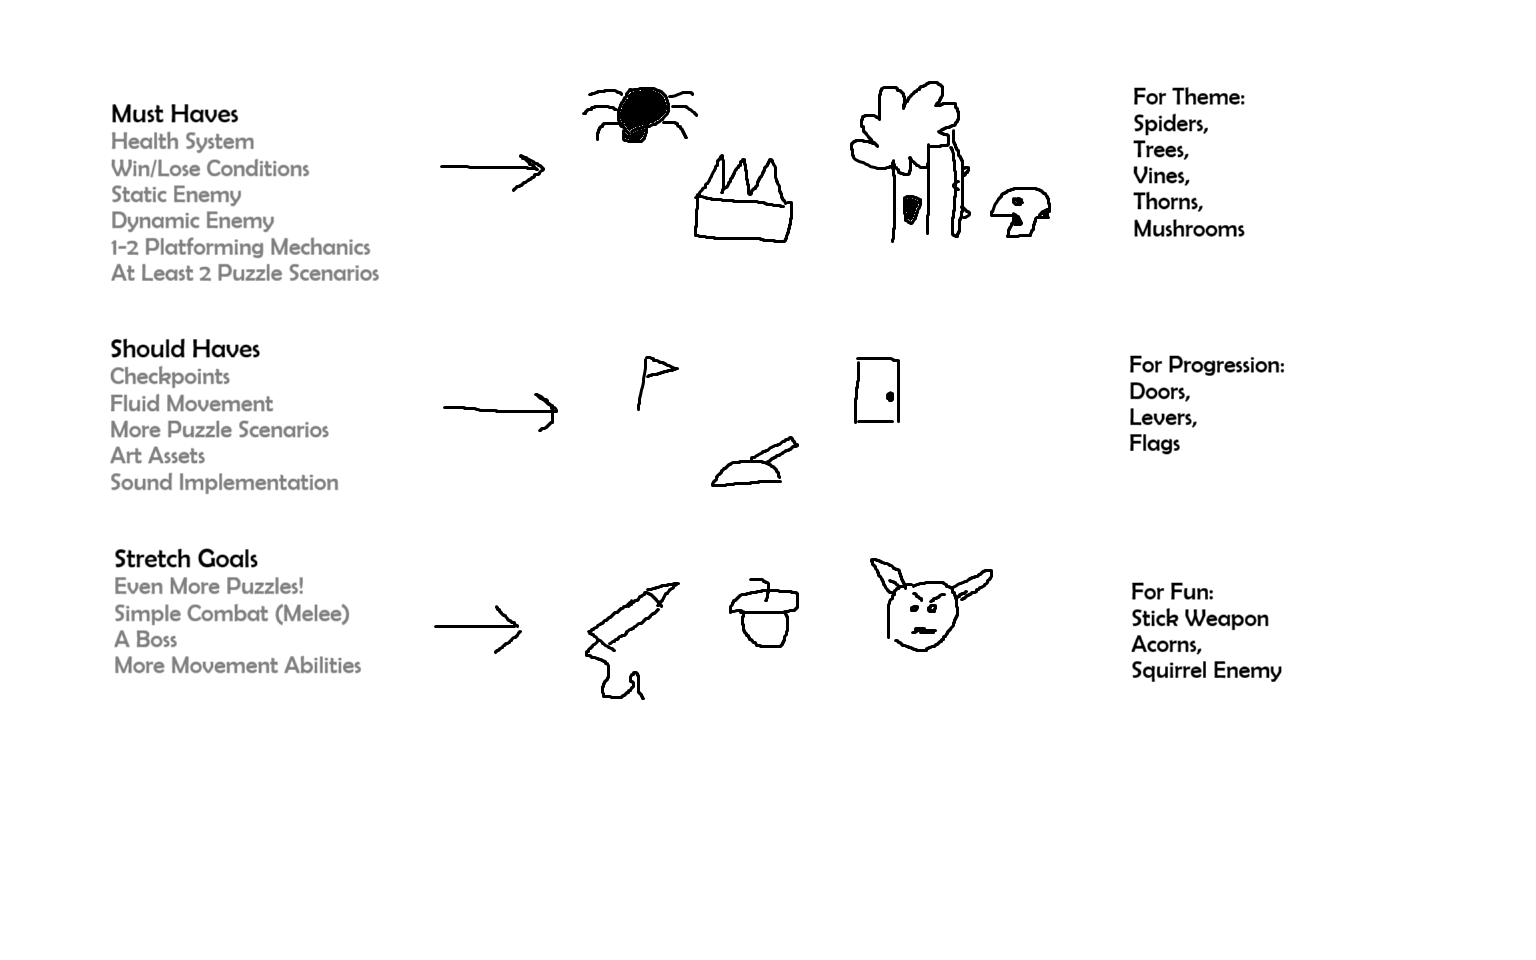 Must Haves
Health System
Win/Lose Conditions
Static Enemy
Dynamic Enemy
1-2 Platforming Mechanics
At Least 2 Puzzle Scenarios
For Theme:
Spiders,
Trees,
Vines,
Thorns,
Mushrooms
Should Haves
Checkpoints
Fluid Movement
More Puzzle Scenarios
Art Assets
Sound Implementation
For Progression:
Doors,
Levers,
Flags
Stretch Goals
Even More Puzzles!
Simple Combat (Melee)
A Boss
More Movement Abilities
For Fun:
Stick Weapon
Acorns,
Squirrel Enemy